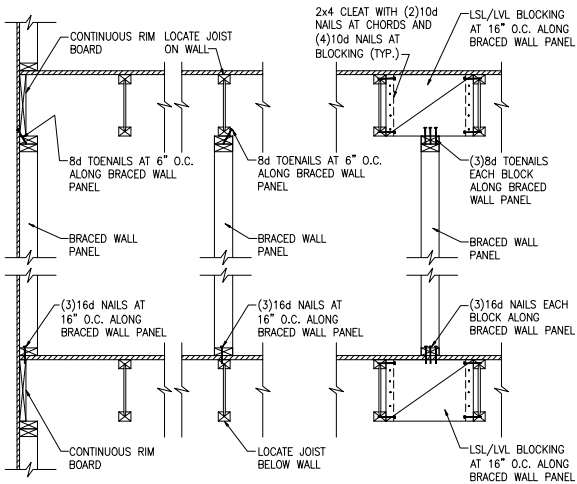 CONTINUOUS RIM
BOARD
LOCATE JOIST
ON WALL
2x4 CLEAT WITH (2)10d
NAILS AT CHORDS AND
(4)10d NAILS AT
BLOCKING (TYP.)
LSL/LVL BLOCKING
AT 16" O.C. ALONG
BRACED WALL PANEL
8d TOENAILS AT 6" O.C.
ALONG BRACED WALL
PANEL
8d TOENAILS AT 6" O.C.
ALONG BRACED WALL
PANEL
(3)8d TOENAILS
EACH BLOCK
ALONG BRACED
WALL PANEL
BRACED WALL
PANEL
BRACED WALL
PANEL
BRACED WALL
PANEL
(3)16d NAILS AT
16" O.C. ALONG
BRACED WALL PANEL
(3)16d NAILS AT
16" O.C. ALONG
BRACED WALL PANEL
(3)16d NAILS EACH
BLOCK ALONG
BRACED WALL PANEL
CONTINUOUS RIM
BOARD
LOCATE JOIST
BELOW WALL
LSL/LVL BLOCKING
AT 16" O.C. ALONG
BRACED WALL PANEL